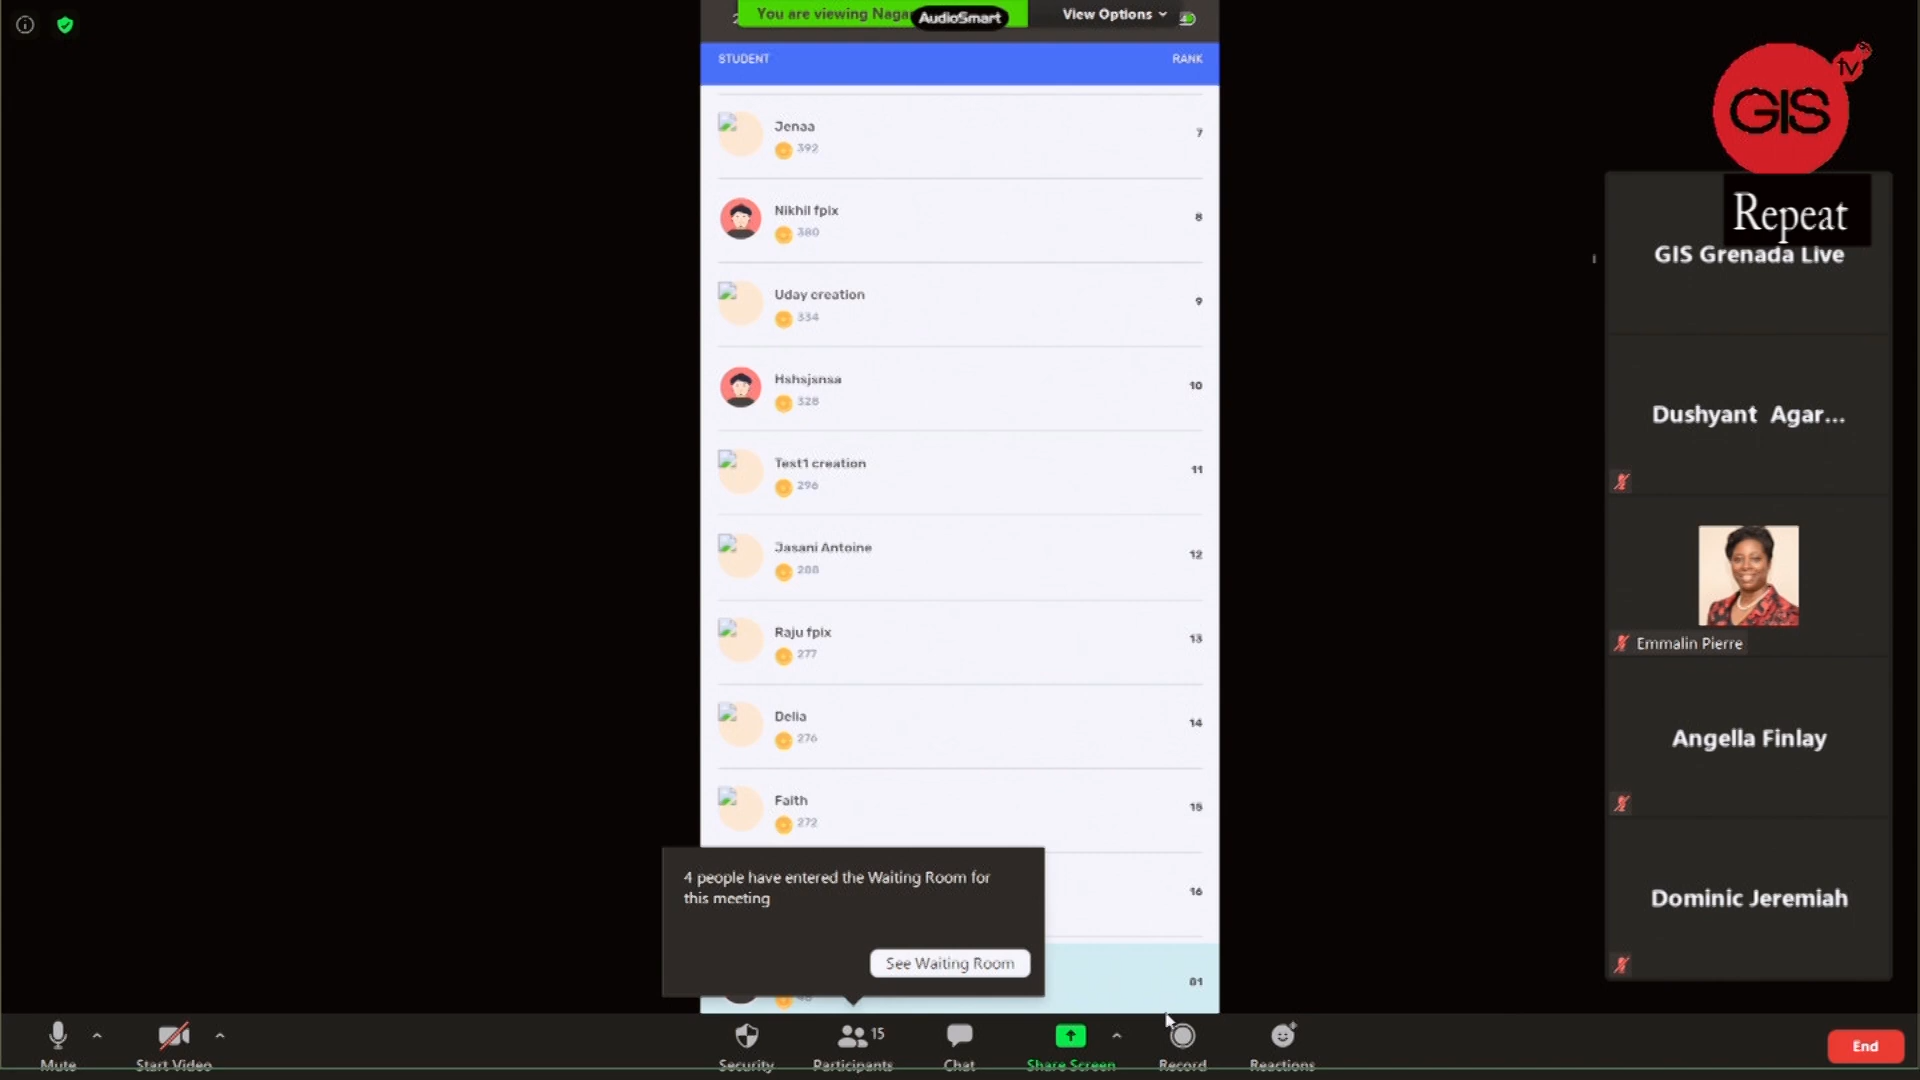 You are viewing Naga
AudioSmart
View Options
STUDENT
RANK
Jenaa
392
7
Nikhil fpix
380
8
Uday creation
334
9
Hshsjsnsa
328
10
Test1 creation
296
11
Jasani Antoine
288
12
Raju fpix
277
13
Delia
276
14
Faith
272
15
16
81
4 people have entered the Waiting Room for
this meeting
See Waiting Room
GIS
tv
Repeat
GIS Grenada Live
Dushyant Agar...
Emmalin Pierre
Angella Finlay
Dominic Jeremiah
Mute
Start Video
Security
15
Participants
Chat
Share Screen
Record
Reactions
End